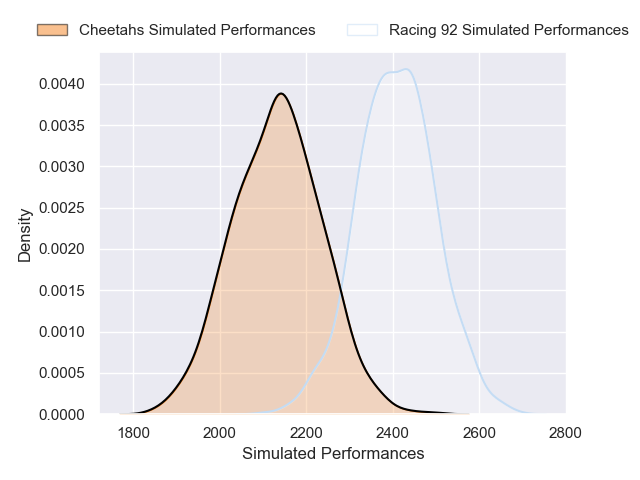 Cheetahs Simulated Performances
Racing 92 Simulated Performances
0.0040
0.0035
0.0030
0.0025
0.0020
0.0015
0.0010
0.0005
0.0000
Density
1800 2000 2200 2400 2600 2800
Simulated Performances